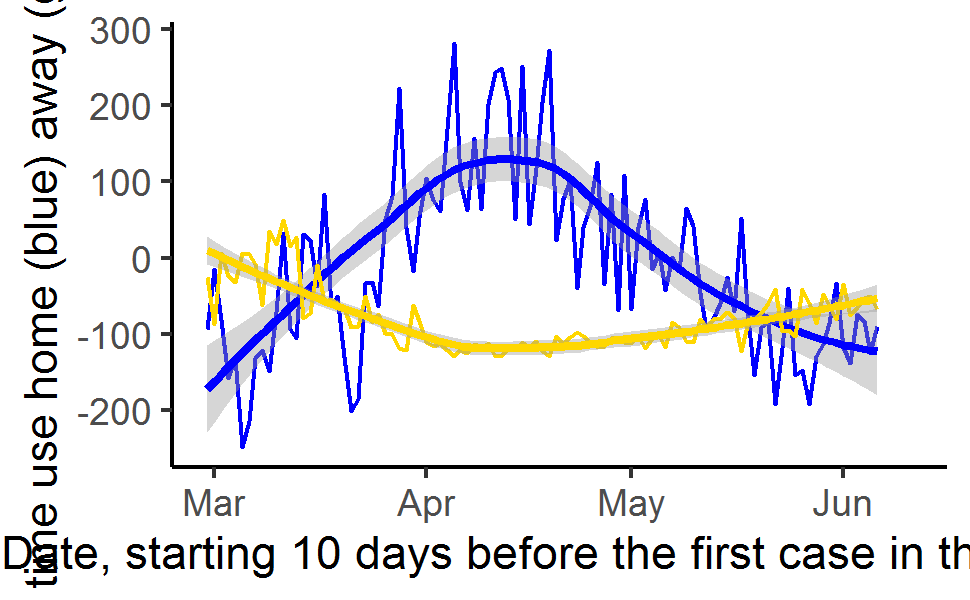 time use home (blue) away (
300
200
100
0
-100
-200
Mar Apr May Jun
Date, starting 10 days before the first case in th